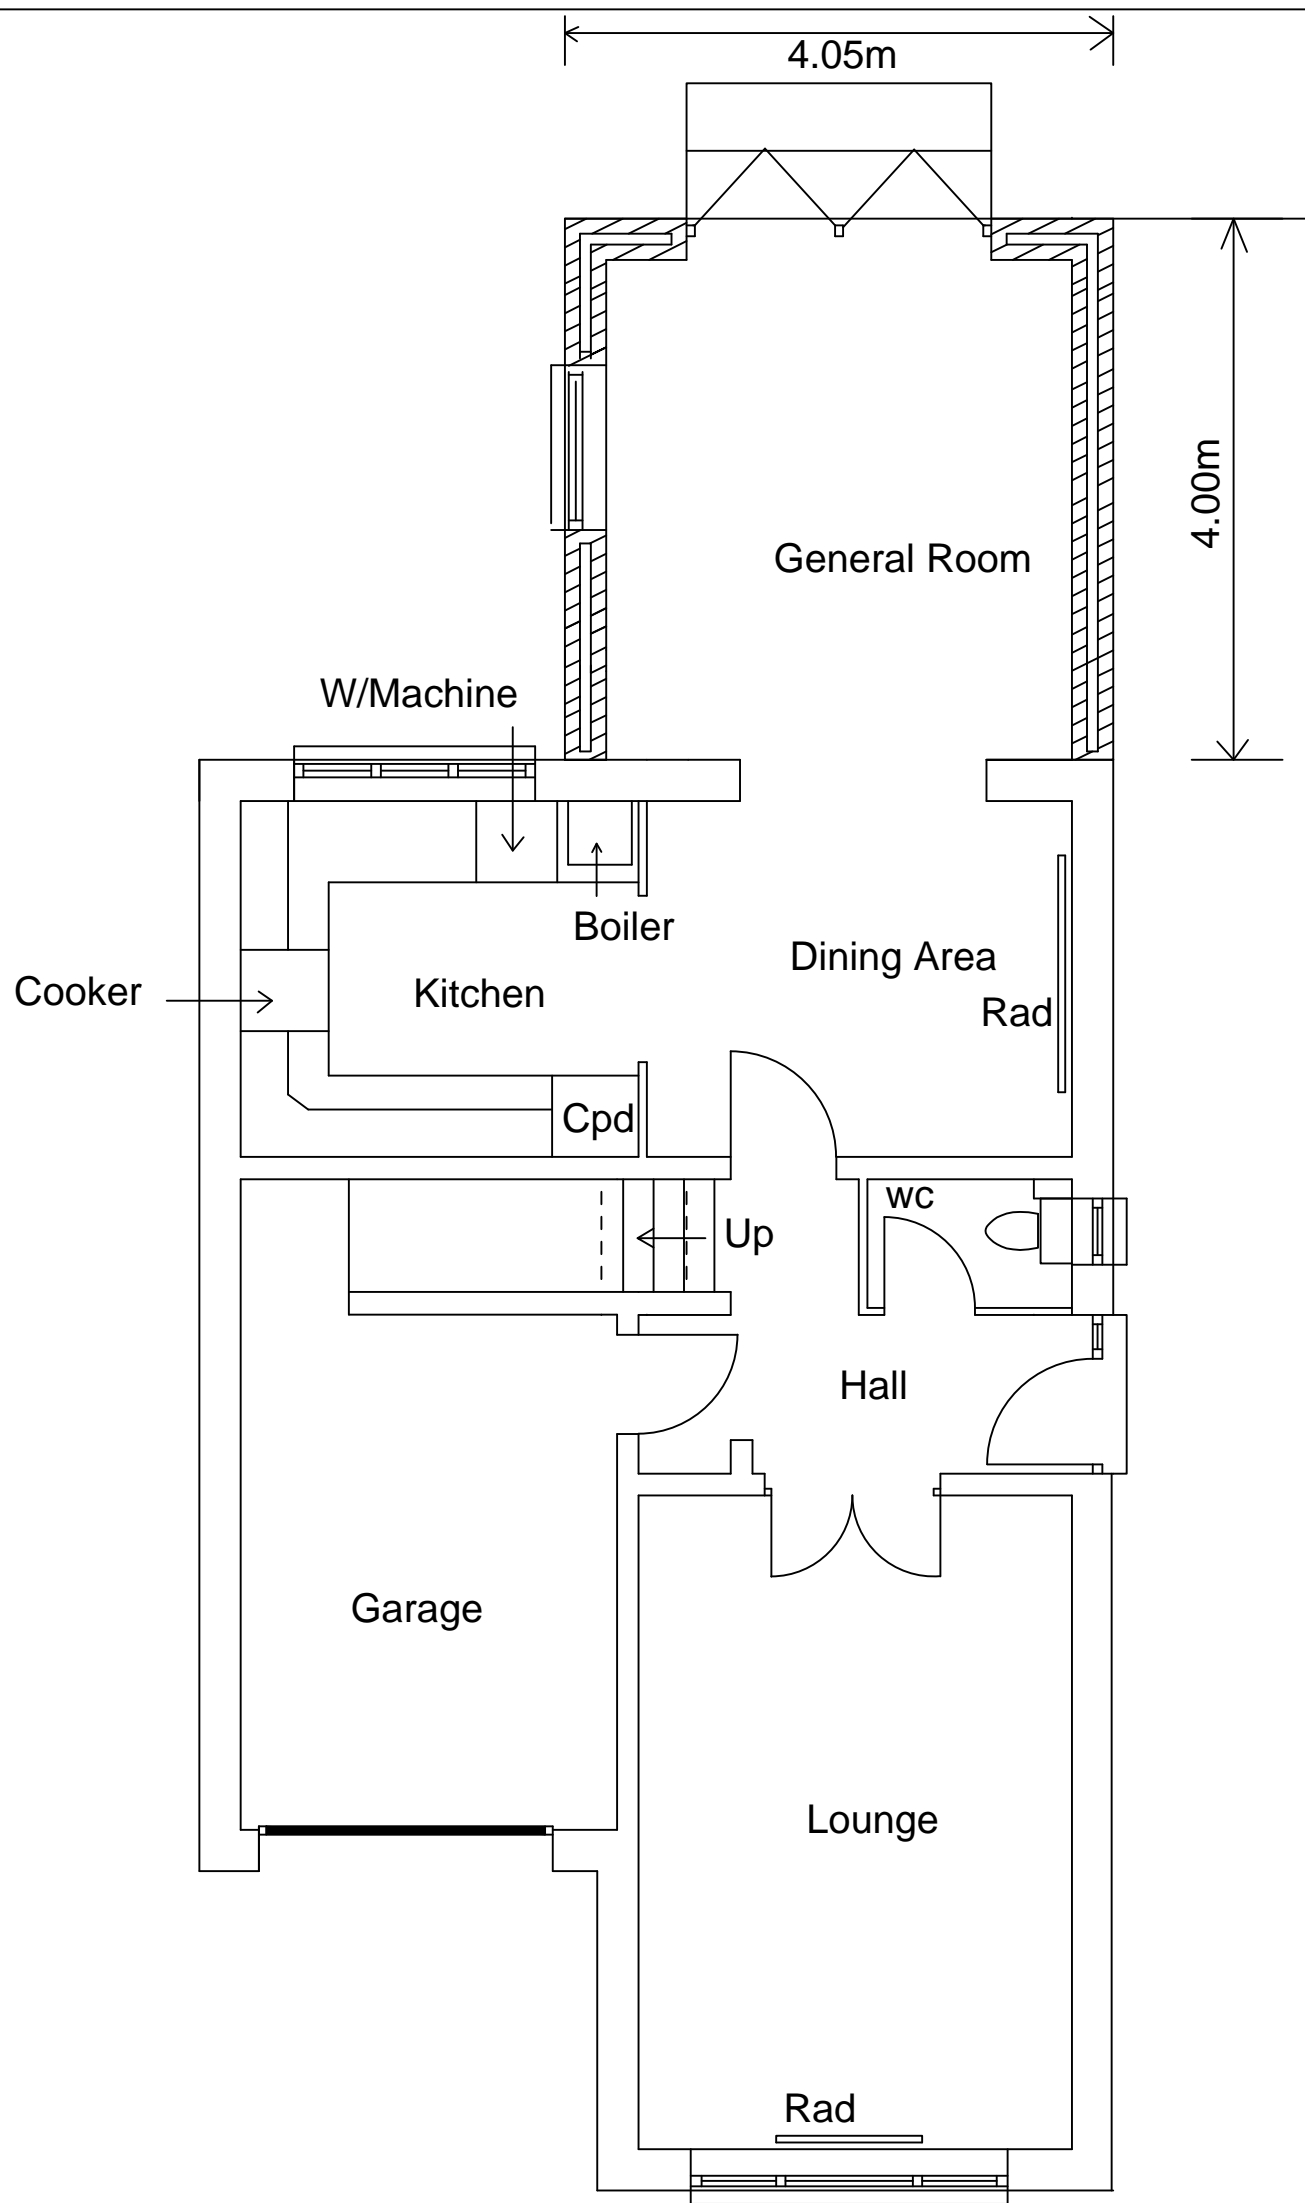 4.05m
4.00m
General Room
W/Machine
Boiler
Dining Area
Cooker
Kitchen
Rad
Cpd
wc
Up
Hall
Garage
Lounge
Rad